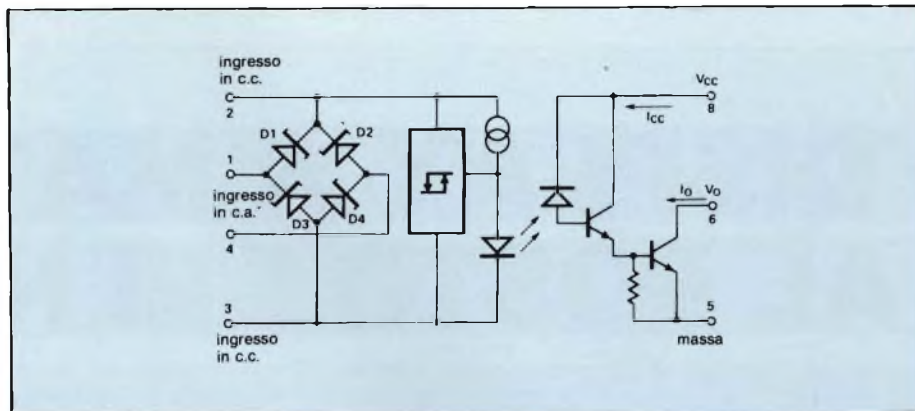 ingresso
in c.c.
2
D1
D2
1
ingresso
in c.a.
4
D3
D4
3
ingresso
in c.c.
VCC
8
ICC
IO
VO
6
5
massa